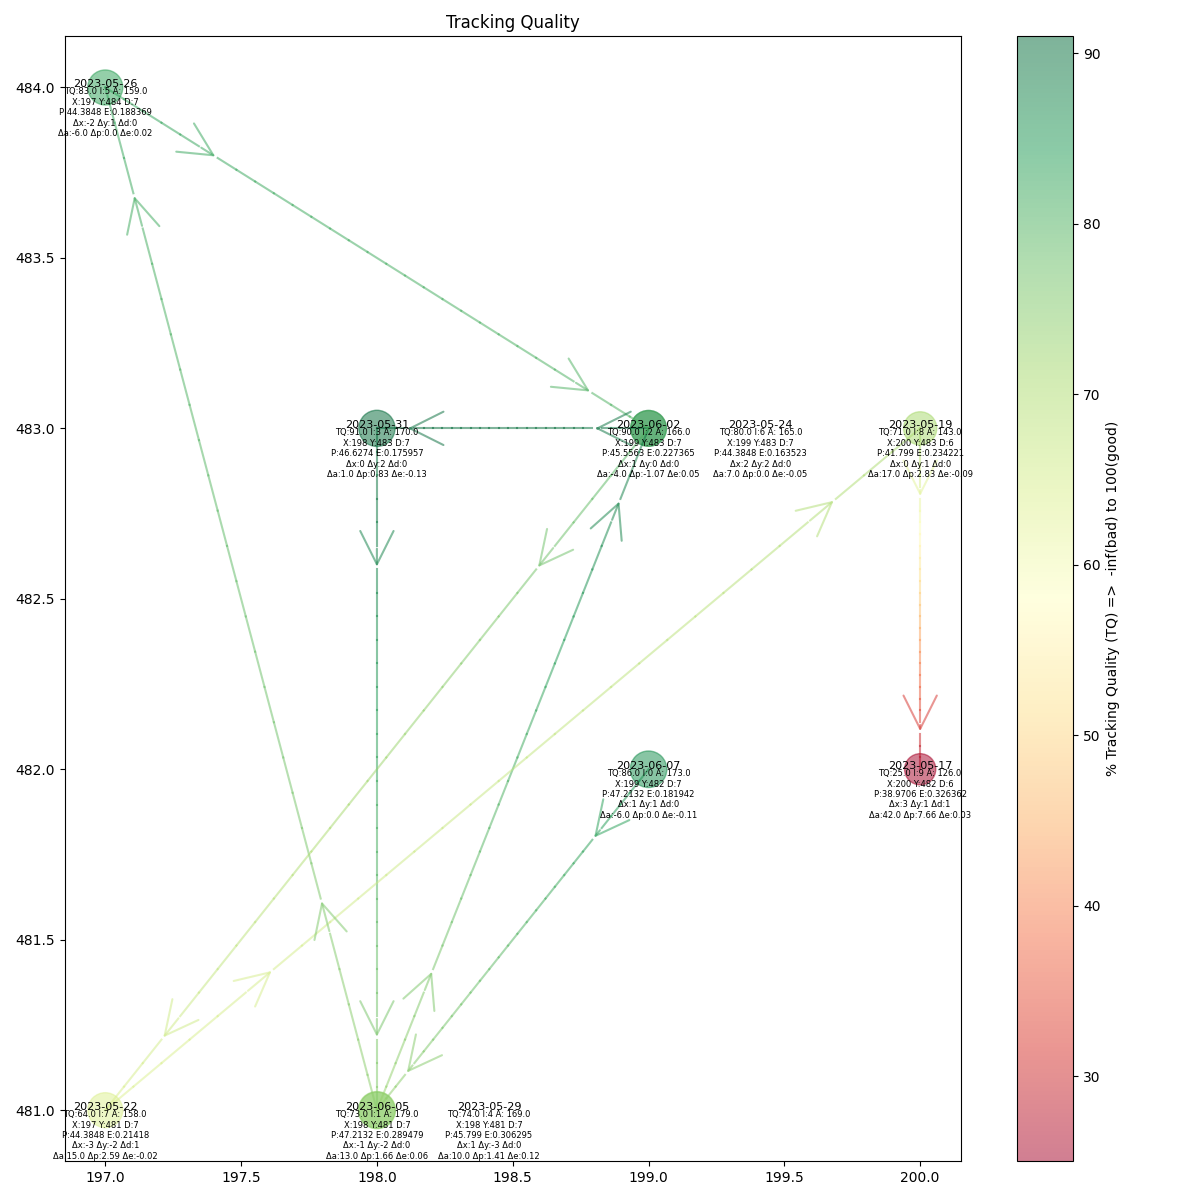 Tracking Quality
484.0
483.5
483.0
482.5
482.0
481.5
481.0
197.0
197.5
198.0
198.5
199.0
199.5
200.0
2023-05-26
TQ:83.0 I:5 A: 159.0
X:197 Y:484 D:7
P:44.3848 E:0.188369
Δx:-2 Δy:1 Δd:0
Δa:-6.0 Δp:0.0 Δe:0.02
2023-05-31
TQ:91.0 I:3 A: 170.0
X:198 Y:483 D:7
P:46.6274 E:0.175957
Δx:0 Δy:2 Δd:0
Δa:1.0 Δp:0.83 Δe:-0.13
2023-06-02
TQ:90.0 I:2 A: 166.0
X:199 Y:483 D:7
P:45.5563 E:0.227365
Δx:1 Δy:0 Δd:0
Δa:-4.0 Δp:-1.07 Δe:0.05
2023-05-24
TQ:80.0 I:6 A: 165.0
X:199 Y:483 D:7
P:44.3848 E:0.163523
Δx:2 Δy:2 Δd:0
Δa:7.0 Δp:0.0 Δe:-0.05
2023-05-19
TQ:71.0 I:8 A: 143.0
X:200 Y:483 D:6
P:41.799 E:0.234221
Δx:0 Δy:1 Δd:0
Δa:17.0 Δp:2.83 Δe:-0.09
2023-06-07
TQ:86.0 I:0 A: 173.0
X:199 Y:482 D:7
P:47.2132 E:0.181942
Δx:1 Δy:1 Δd:0
Δa:-6.0 Δp:0.0 Δe:-0.11
2023-05-17
TQ:25.0 I:9 A: 126.0
X:200 Y:482 D:6
P:38.9706 E:0.326362
Δx:3 Δy:1 Δd:1
Δa:42.0 Δp:7.66 Δe:0.03
2023-05-22
TQ:64.0 I:7 A: 158.0
X:197 Y:481 D:7
P:44.3848 E:0.21418
Δx:-3 Δy:-2 Δd:1
Δa:15.0 Δp:2.59 Δe:-0.02
2023-06-05
TQ:73.0 I:1 A: 179.0
X:198 Y:481 D:7
P:47.2132 E:0.289479
Δx:-1 Δy:-2 Δd:0
Δa:13.0 Δp:1.66 Δe:0.06
2023-05-29
TQ:74.0 I:4 A: 169.0
X:198 Y:481 D:7
P:45.799 E:0.306295
Δx:1 Δy:-3 Δd:0
Δa:10.0 Δp:1.41 Δe:0.12
90
80
70
60
50
40
30
% Tracking Quality (TQ) => -inf(bad) to 100(good)